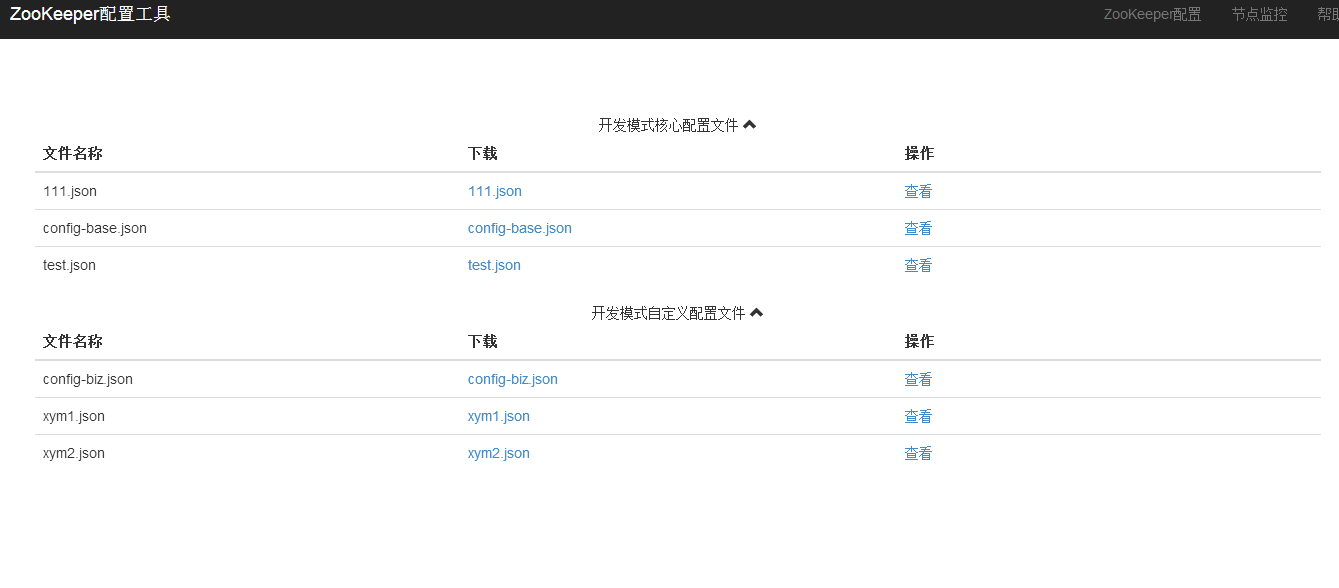 ZooKeeper配置工具 ZooKeeper配置 节点监控 帮助
开发模式核心配置文件
文件名称 下载 操作
111.json 111.json 查看
config-base.json config-base.json 查看
test.json test.json 查看
开发模式自定义配置文件
文件名称 下载 操作
config-biz.json config-biz.json 查看
xym1.json xym1.json 查看
xym2.json xym2.json 查看